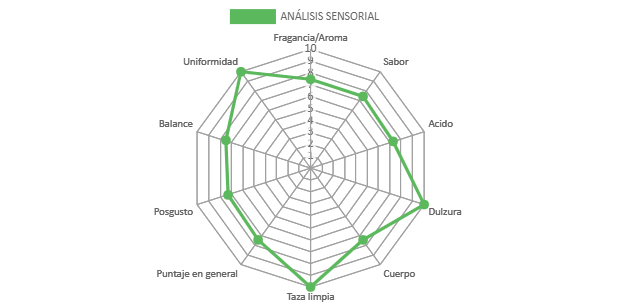 ANÁLISIS SENSORIAL
Fragancia/Aroma
10
9
8
7
6
5
4
3
2
1
Uniformidad
Sabor
Balance
Acido
Posgusto
Dulzura
Puntaje en general
Cuerpo
Taza limpia